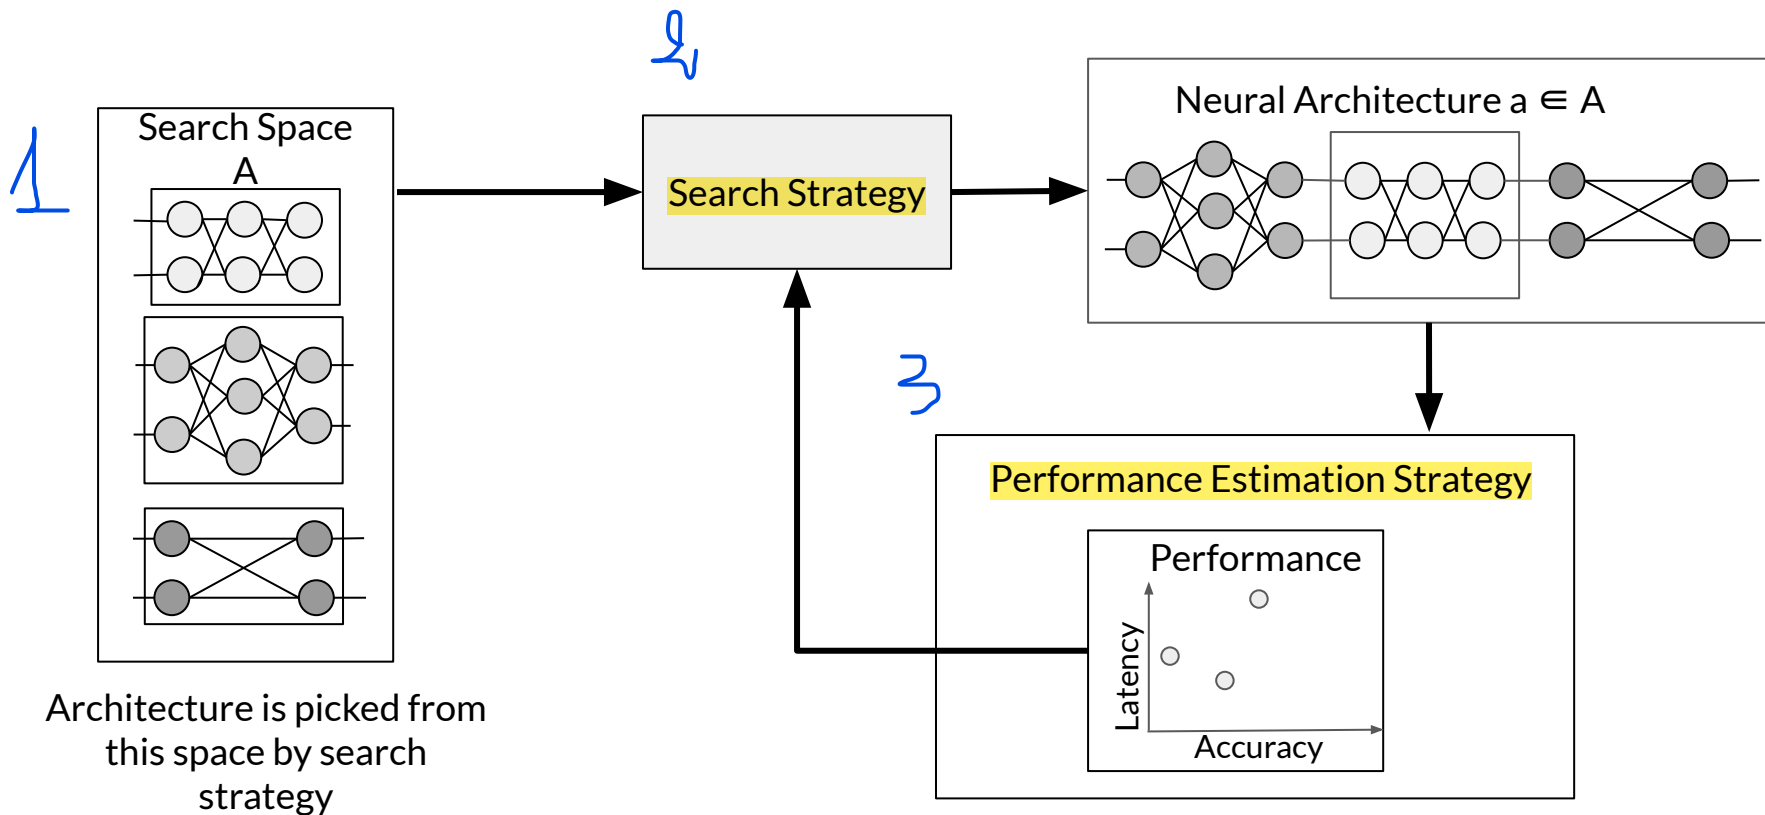 1
Search Space
A
Architecture is picked from
this space by search
strategy
2
Search Strategy
Neural Architecture a ∈ A
3
Performance Estimation Strategy
Performance
Latency
Accuracy